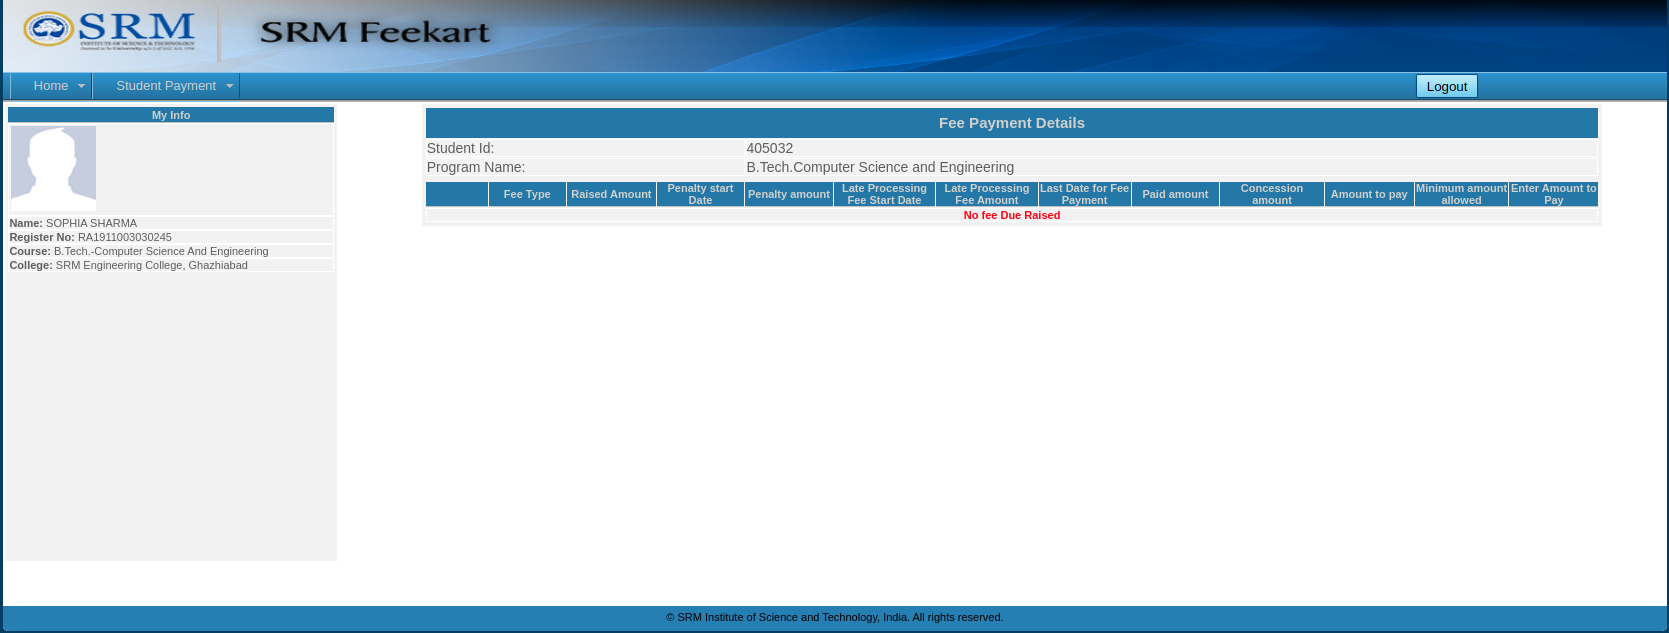 SRM
INSTITUTE OF SCIENCE & TECHNOLOGY
SRM Feekart
Home
Student Payment
Logout
My Info
Name: SOPHIA SHARMA
Register No: RA1911003030245
Course: B.Tech.-Computer Science And Engineering
College: SRM Engineering College, Ghazhiabad
Fee Payment Details
Student Id: 405032
Program Name: B.Tech.Computer Science and Engineering
Fee Type
Raised Amount
Penalty start
Date
Penalty amount
Late Processing
Fee Start Date
Late Processing
Fee Amount
Last Date for Fee
Payment
Paid amount
Concession
amount
Amount to pay
Minimum amount
allowed
Enter Amount to
Pay
No fee Due Raised
© SRM Institute of Science and Technology, India. All rights reserved.